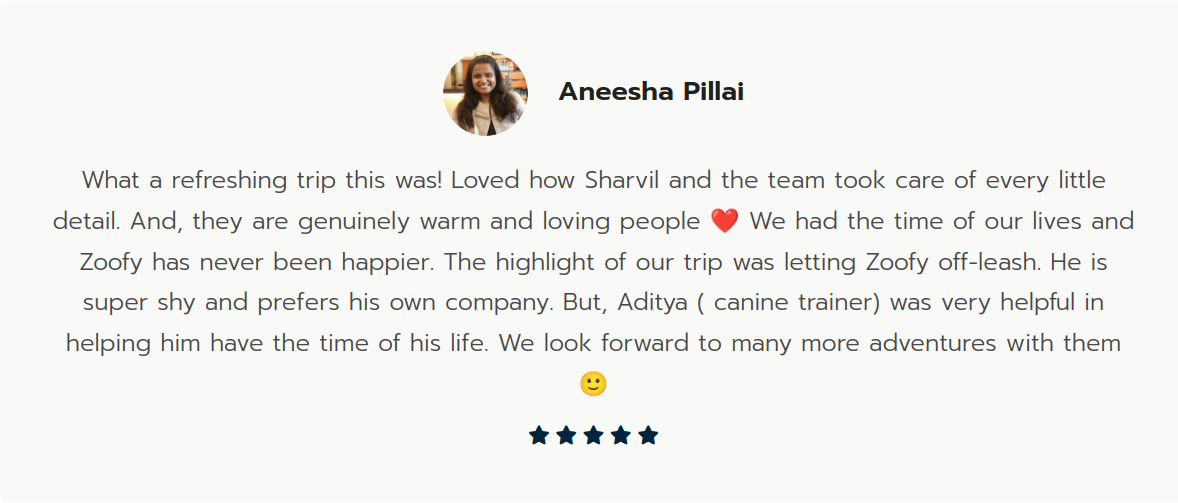 Aneesha Pillai
What a refreshing trip this was! Loved how Sharvil and the team took care of every little
detail. And, they are genuinely warm and loving people ❤️ We had the time of our lives and
Zoofy has never been happier. The highlight of our trip was letting Zoofy off-leash. He is
super shy and prefers his own company. But, Aditya ( canine trainer) was very helpful in
helping him have the time of his life. We look forward to many more adventures with them
🙂